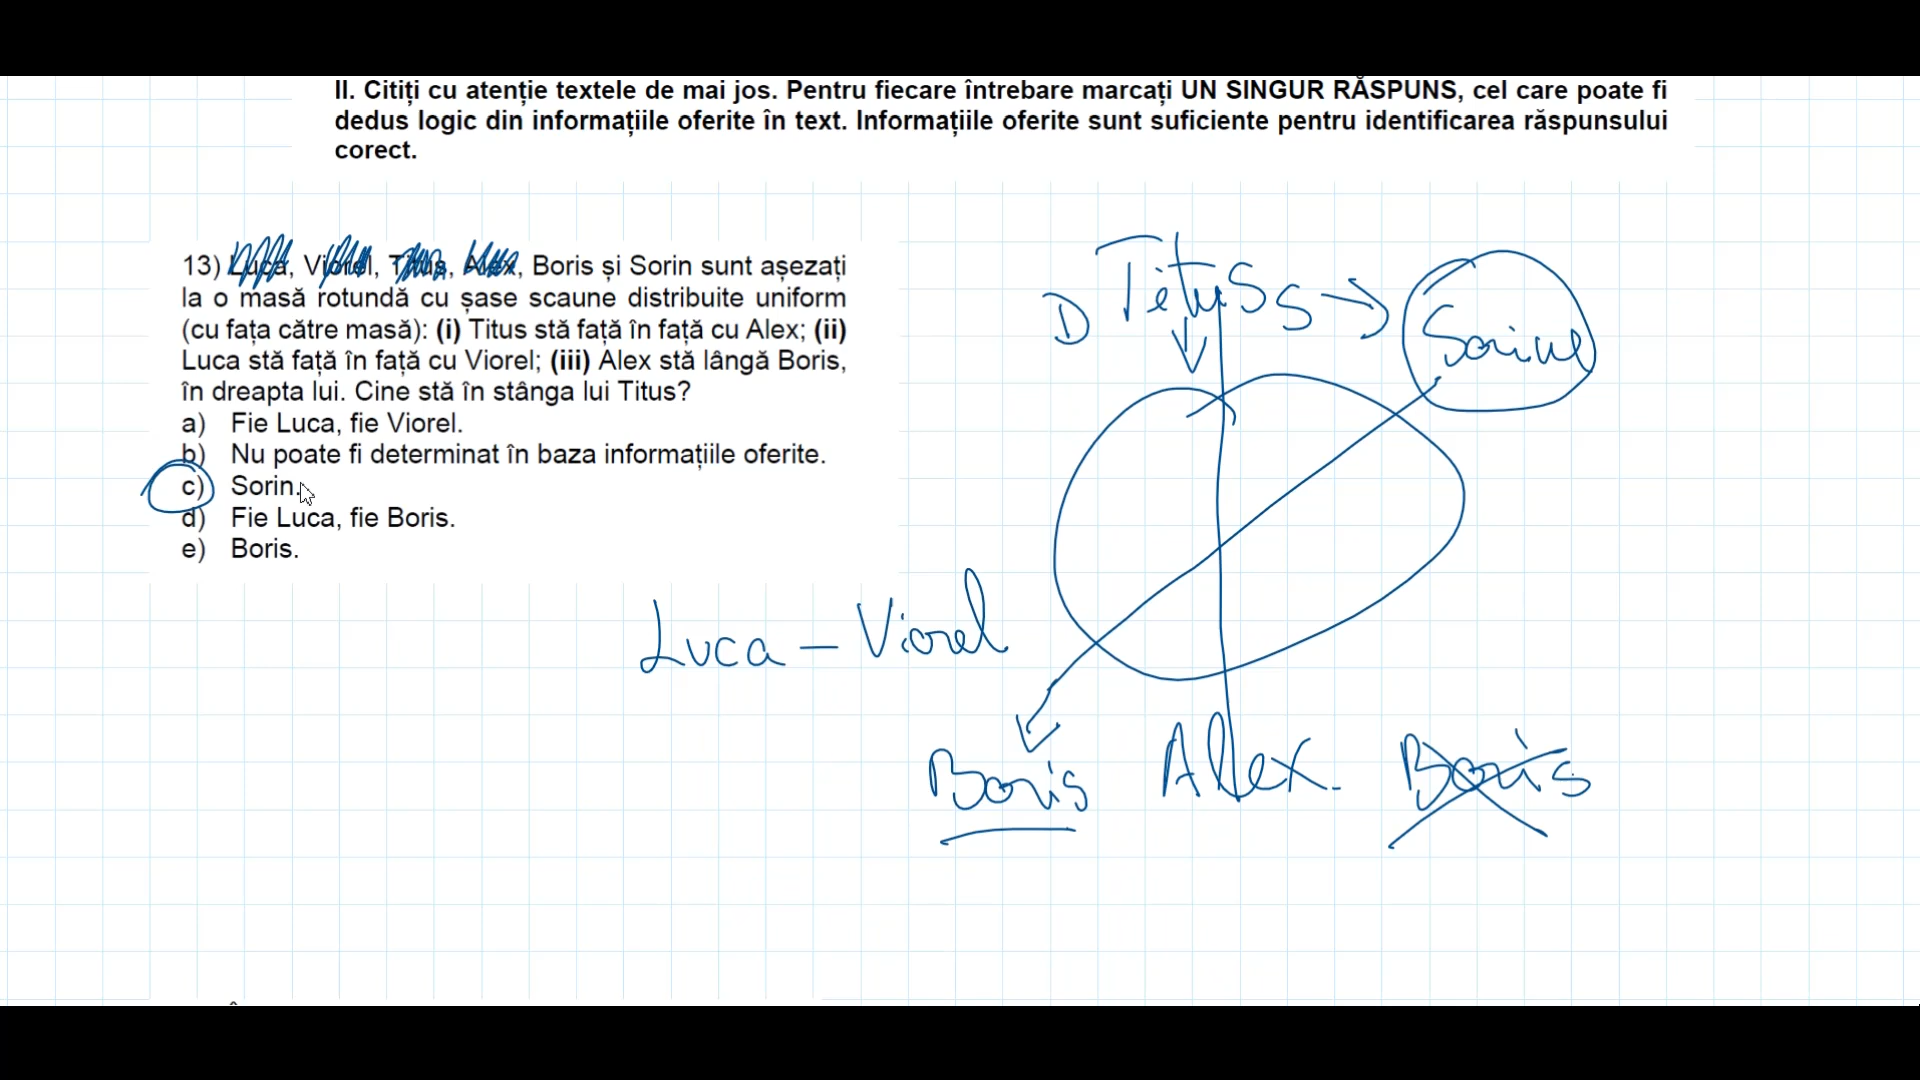 II. Citiți cu atenție textele de mai jos. Pentru fiecare întrebare marcați UN SINGUR RĂSPUNS, cel care poate fi
dedus logic din informațiile oferite în text. Informațiile oferite sunt suficiente pentru identificarea răspunsului
corect.
13) Luca, Viorel, Titus, Alex, Boris și Sorin sunt așezați
la o masă rotundă cu șase scaune distribuite uniform
(cu fața către masă): (i) Titus stă față în față cu Alex; (ii)
Luca stă față în față cu Viorel; (iii) Alex stă lângă Boris,
în dreapta lui. Cine stă în stânga lui Titus?
a) Fie Luca, fie Viorel.
b) Nu poate fi determinat în baza informațiile oferite.
c) Sorin.
d) Fie Luca, fie Boris.
e) Boris.
D Titus S
Luca - Viorel
Boris Alex. Boris